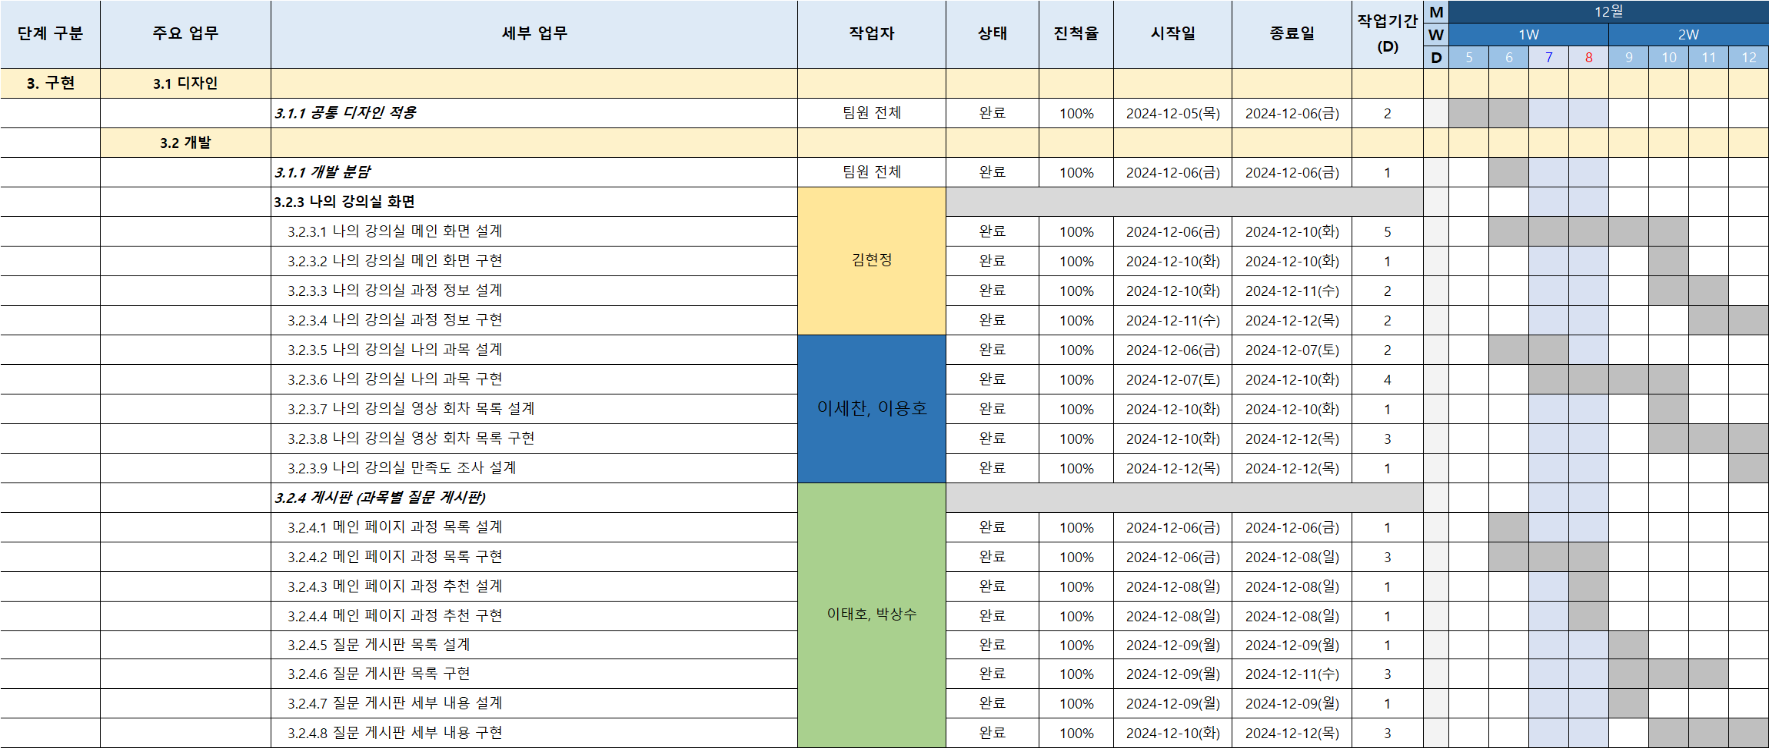 단계 구분 주요 업무 세부 업무 작업자 상태 진척율 시작일 종료일 작업기간 (D) M 12월
W 1W 2W
D 5 6 7 8 9 10 11 12
3. 구현 3.1 디자인
3.1.1 공통 디자인 적용 팀원 전체 완료 100% 2024-12-05(목) 2024-12-06(금) 2
3.2 개발
3.1.1 개발 분담 팀원 전체 완료 100% 2024-12-06(금) 2024-12-06(금) 1
3.2.3 나의 강의실 화면
3.2.3.1 나의 강의실 메인 화면 설계 완료 100% 2024-12-06(금) 2024-12-10(화) 5
3.2.3.2 나의 강의실 메인 화면 구현 김현정 완료 100% 2024-12-10(화) 2024-12-10(화) 1
3.2.3.3 나의 강의실 과정 정보 설계 완료 100% 2024-12-10(화) 2024-12-11(수) 2
3.2.3.4 나의 강의실 과정 정보 구현 완료 100% 2024-12-11(수) 2024-12-12(목) 2
3.2.3.5 나의 강의실 나의 과목 설계 완료 100% 2024-12-06(금) 2024-12-07(토) 2
3.2.3.6 나의 강의실 나의 과목 구현 완료 100% 2024-12-07(토) 2024-12-10(화) 4
3.2.3.7 나의 강의실 영상 회차 목록 설계 이세찬, 이용호 완료 100% 2024-12-10(화) 2024-12-10(화) 1
3.2.3.8 나의 강의실 영상 회차 목록 구현 완료 100% 2024-12-10(화) 2024-12-12(목) 3
3.2.3.9 나의 강의실 만족도 조사 설계 완료 100% 2024-12-12(목) 2024-12-12(목) 1
3.2.4 게시판 (과목별 질문 게시판)
3.2.4.1 메인 페이지 과정 목록 설계 완료 100% 2024-12-06(금) 2024-12-06(금) 1
3.2.4.2 메인 페이지 과정 목록 구현 완료 100% 2024-12-06(금) 2024-12-08(일) 3
3.2.4.3 메인 페이지 과정 추천 설계 완료 100% 2024-12-08(일) 2024-12-08(일) 1
3.2.4.4 메인 페이지 과정 추천 구현 이태호, 박상수 완료 100% 2024-12-08(일) 2024-12-08(일) 1
3.2.4.5 질문 게시판 목록 설계 완료 100% 2024-12-09(월) 2024-12-09(월) 1
3.2.4.6 질문 게시판 목록 구현 완료 100% 2024-12-09(월) 2024-12-11(수) 3
3.2.4.7 질문 게시판 세부 내용 설계 완료 100% 2024-12-09(월) 2024-12-09(월) 1
3.2.4.8 질문 게시판 세부 내용 구현 완료 100% 2024-12-10(화) 2024-12-12(목) 3